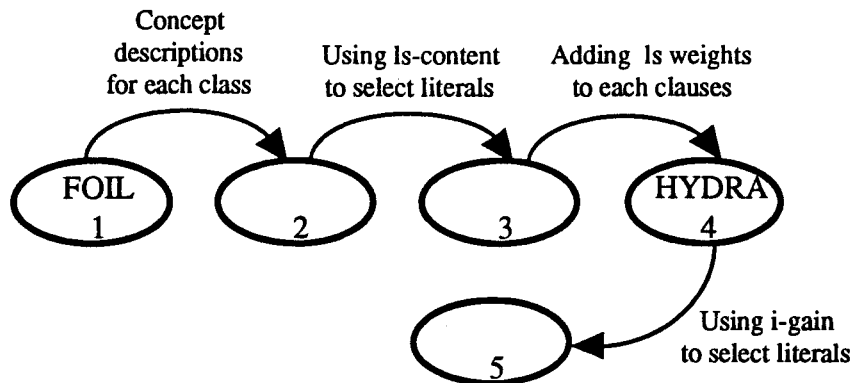 Concept
descriptions
for each class
Using ls-content
to select literals
Adding ls weights
to each clauses
FOIL
1
2
3
HYDRA
4
5
Using i-gain
to select literals